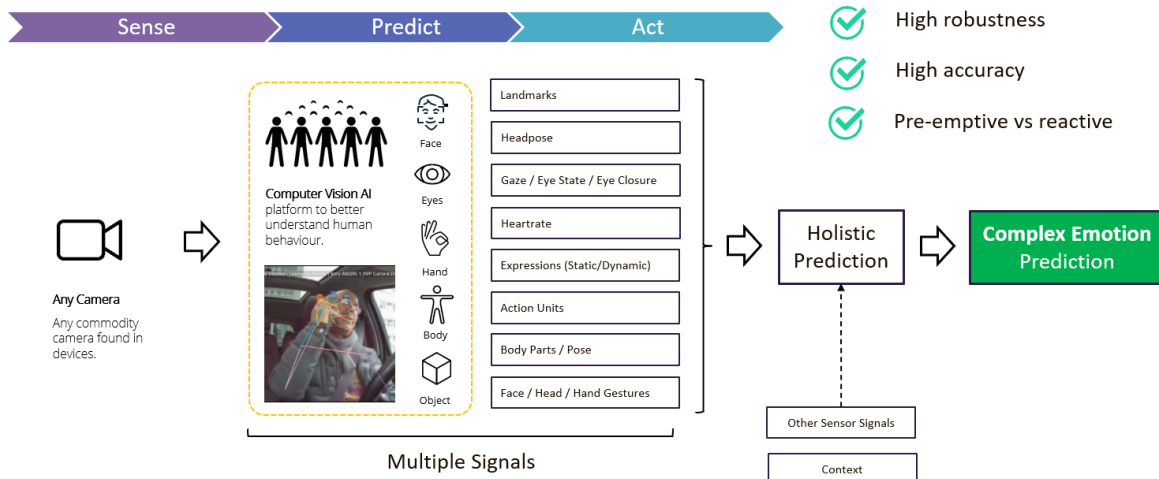 Sense
Predict
Act
High robustness
High accuracy
Pre-emptive vs reactive
Any Camera
Any commodity
camera found in
devices.
Computer Vision AI
platform to better
understand human
behaviour.
Face
Eyes
Hand
Body
Object
Landmarks
Headpose
Gaze / Eye State / Eye Closure
Heartrate
Expressions (Static/Dynamic)
Action Units
Body Parts / Pose
Face / Head / Hand Gestures
Multiple Signals
Holistic
Prediction
Complex Emotion
Prediction
Other Sensor Signals
Context